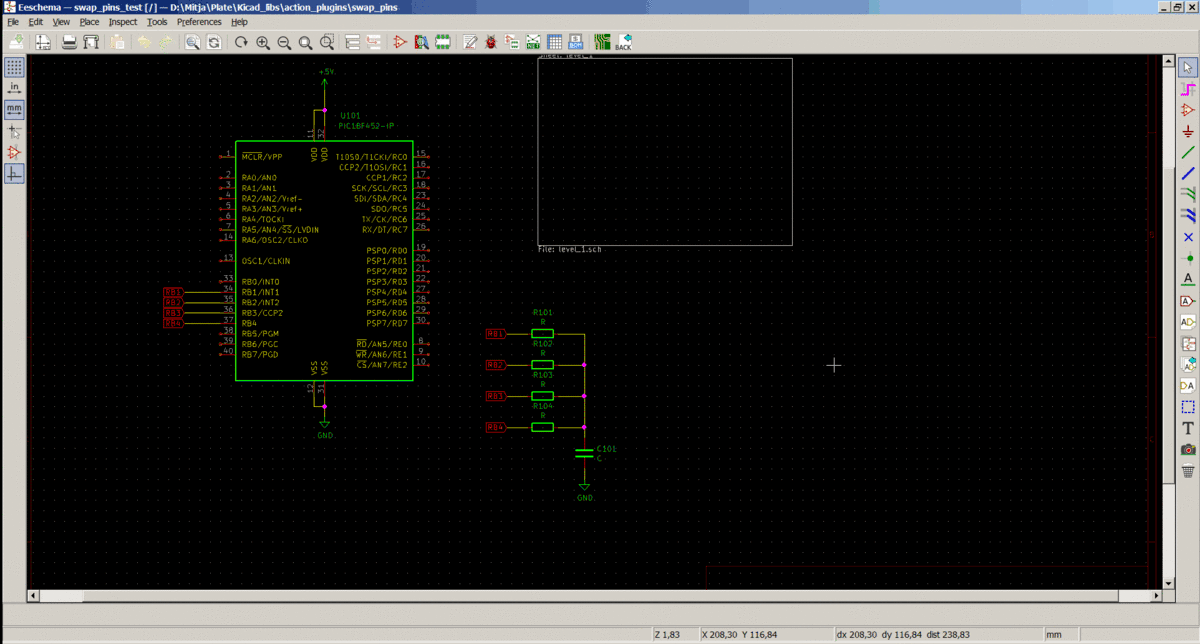 Eeschema — swap_pins_test [/] — D:\Mitja\Plate\Kicad_libs\action_plugins\swap_pins
File Edit View Place Inspect Tools Preferences Help
BACK
in
mm
+5V
U101
PIC18F452-IP
11
32
VDD
VDD
1 MCLR/VPP
2 RA0/AN0
3 RA1/AN1
4 RA2/AN2/Vref-
5 RA3/AN3/Vref+
6 RA4/T0CKI
7 RA5/AN4/SS/LVDIN
14 RA6/OSC2/CLKO
13 OSC1/CLKIN
33 RB0/INT0
RB1 34 RB1/INT1
RB2 35 RB2/INT2
RB3 36 RB3/CCP2
RB4 37 RB4
38 RB5/PGM
39 RB6/PGC
40 RB7/PGD
T1OSO/T1CKI/RC0 15
CCP2/T1OSI/RC1 16
CCP1/RC2 17
SCK/SCL/RC3 18
SDI/SDA/RC4 23
SDO/RC5 24
TX/CK/RC6 25
RX/DT/RC7 26
PSP0/RD0 19
PSP1/RD1 20
PSP2/RD2 21
PSP3/RD3 22
PSP4/RD4 27
PSP5/RD5 28
PSP6/RD6 29
PSP7/RD7 30
RD/AN5/RE0 8
WR/AN6/RE1 9
CS/AN7/RE2 10
VSS
VSS
12
31
GND
Sheet: level_1
File: level_1.sch
R101
R
RB1
R102
R
RB2
R103
R
RB3
R104
R
RB4
C101
C
GND
Z 1,83
X 208,30 Y 116,84
dx 208,30 dy 116,84 dist 238,83
mm